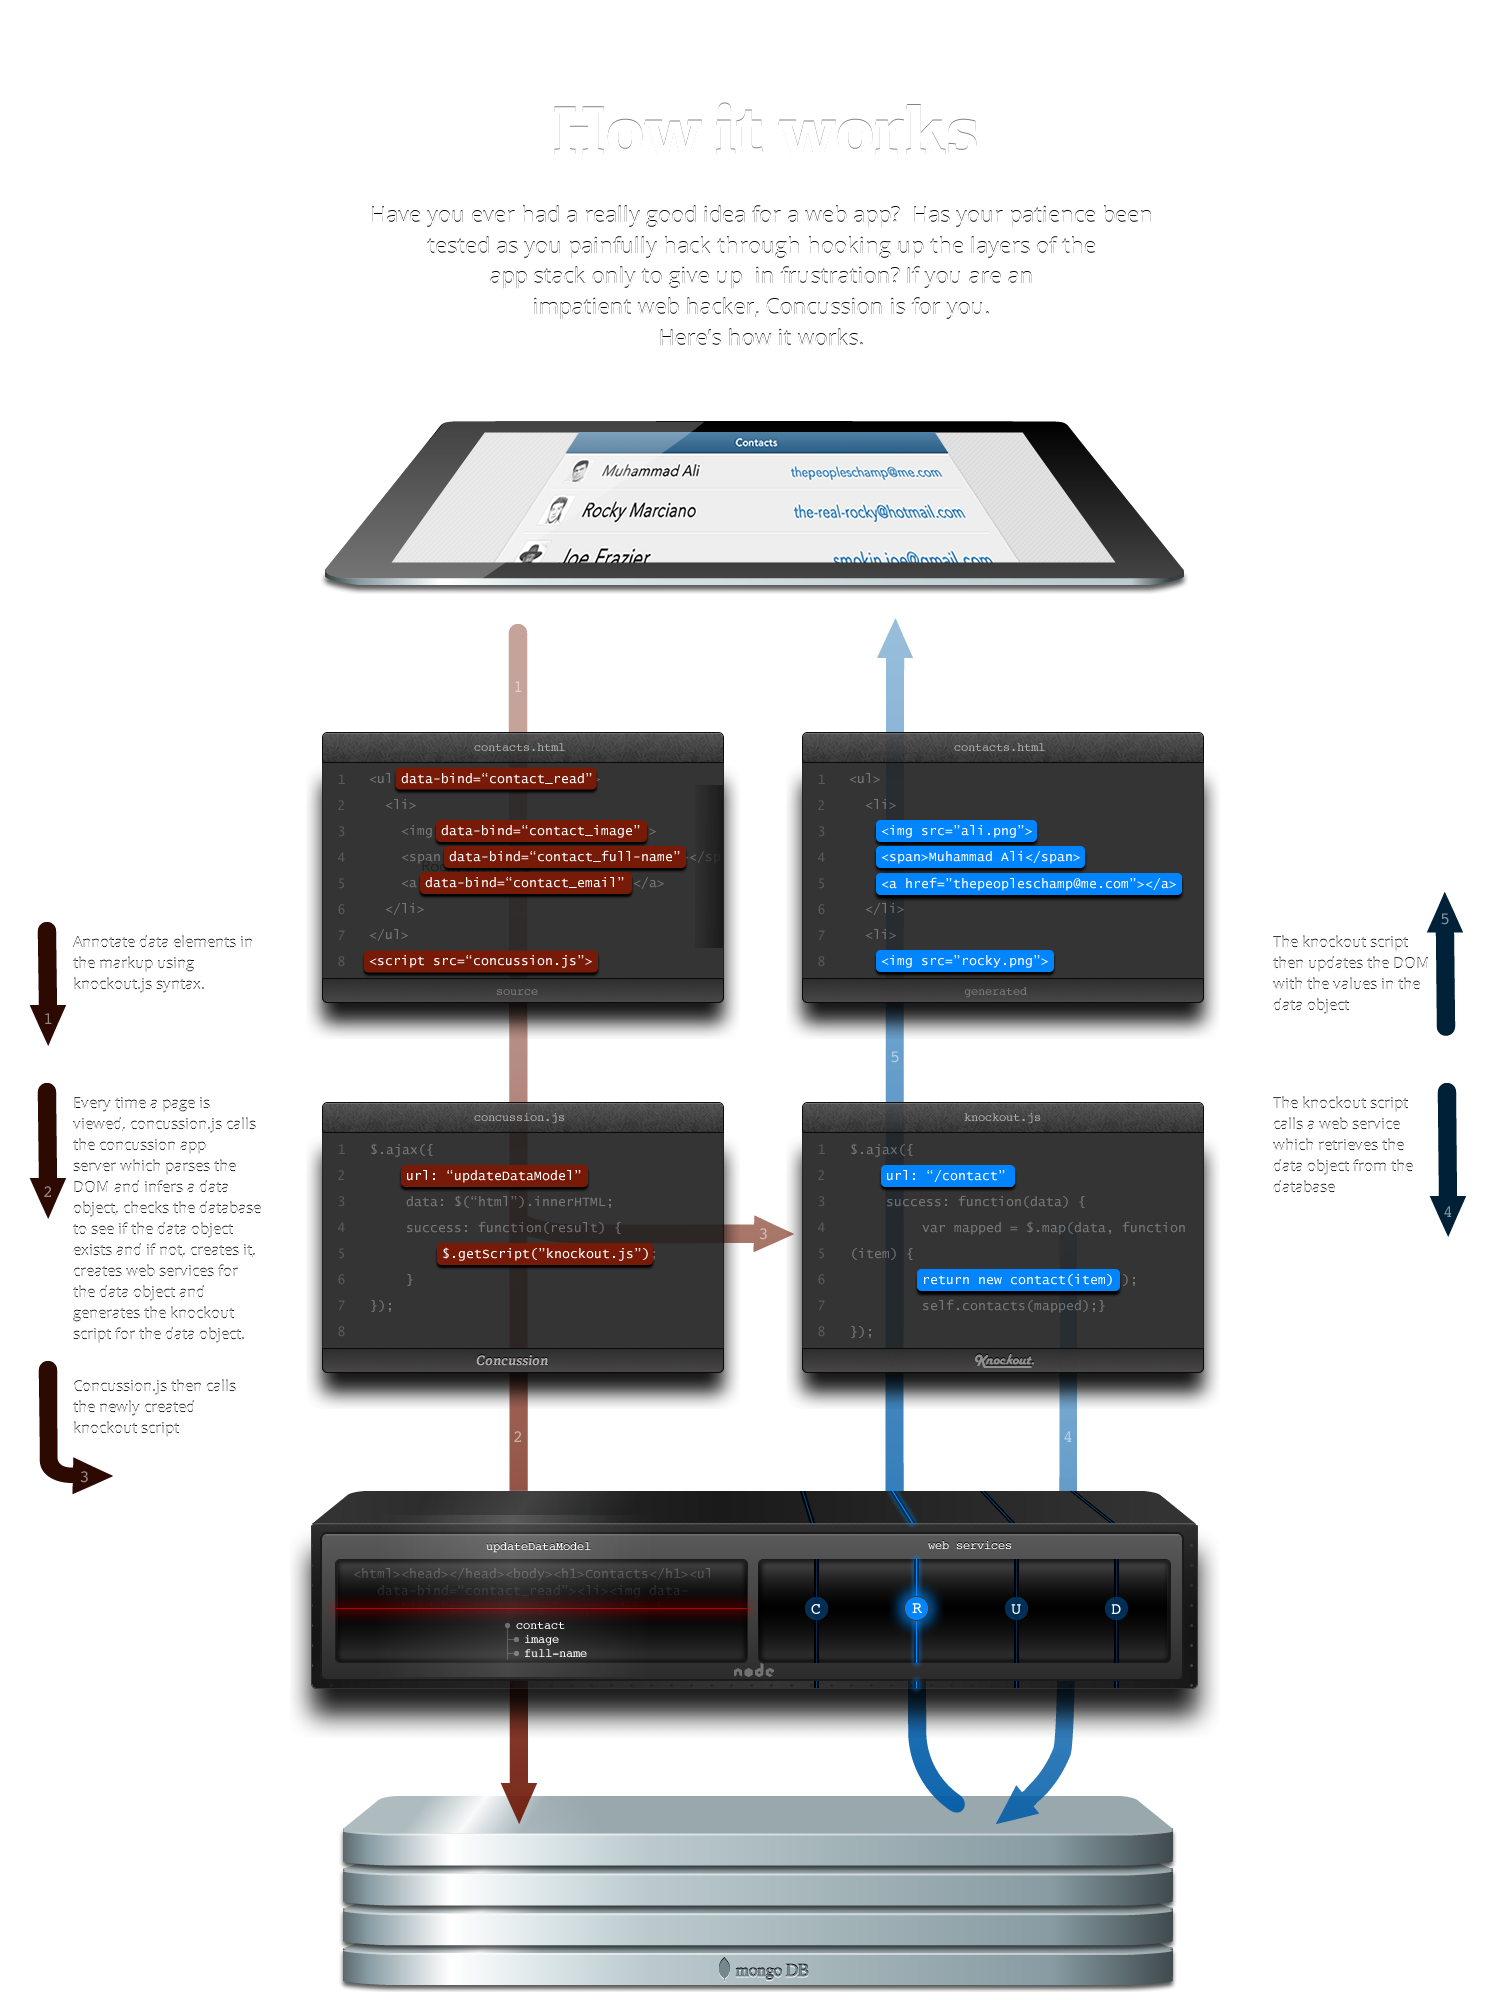 How it works
Have you ever had a really good idea for a web app?  Has your patience been
tested as you painfully hack through hooking up the layers of the
app stack only to give up  in frustration? If you are an
impatient web hacker, Concussion is for you.
Here's how it works.
Contacts
Muhammad Ali thepeopleschamp@me.com
Rocky Marciano the-real-rocky@hotmail.com
Joe Frazier smokin.joe@gmail.com
1
contacts.html
1 <ul data-bind=“contact_read”>
2 <li>
3 <img data-bind=“contact_image” >
4 <span data-bind=“contact_full-name” ></sp
5 <a data-bind=“contact_email” </a>
6 </li>
7 </ul>
8 <script src=“concussion.js”>
source
contacts.html
1 <ul>
2 <li>
3 <img src="ali.png">
4 <span>Muhammad Ali</span>
5 <a href="thepeopleschamp@me.com"></a>
6 </li>
7 <li>
8 <img src="rocky.png">
generated
Annotate data elements in
the markup using
knockout.js syntax.
1
The knockout script
then updates the DOM
with the values in the
data object
5
5
Every time a page is
viewed, concussion.js calls
the concussion app
server which parses the
DOM and infers a data
object, checks the database
to see if the data object
exists and if not, creates it,
creates web services for
the data object and
generates the knockout
script for the data object.
2
concussion.js
1 $.ajax({
2 url: “updateDataModel”
3 data: $(“html”).innerHTML;
4 success: function(result) {
5 $.getScript("knockout.js");
6 }
7 });
8
Concussion
3
knockout.js
1 $.ajax({
2 url: “/contact”
3 success: function(data) {
4 var mapped = $.map(data, function
5 (item) {
6 return new contact(item) );
7 self.contacts(mapped);}
8 });
Knockout.
The knockout script
calls a web service
which retrieves the
data object from the
database
4
Concussion.js then calls
the newly created
knockout script
3
2
4
updateDataModel
<html><head></head><body><h1>Contacts</h1><ul
data-bind="contact_read"><li><img data-
contact
image
full-name
web services
C R U D
node
mongo DB